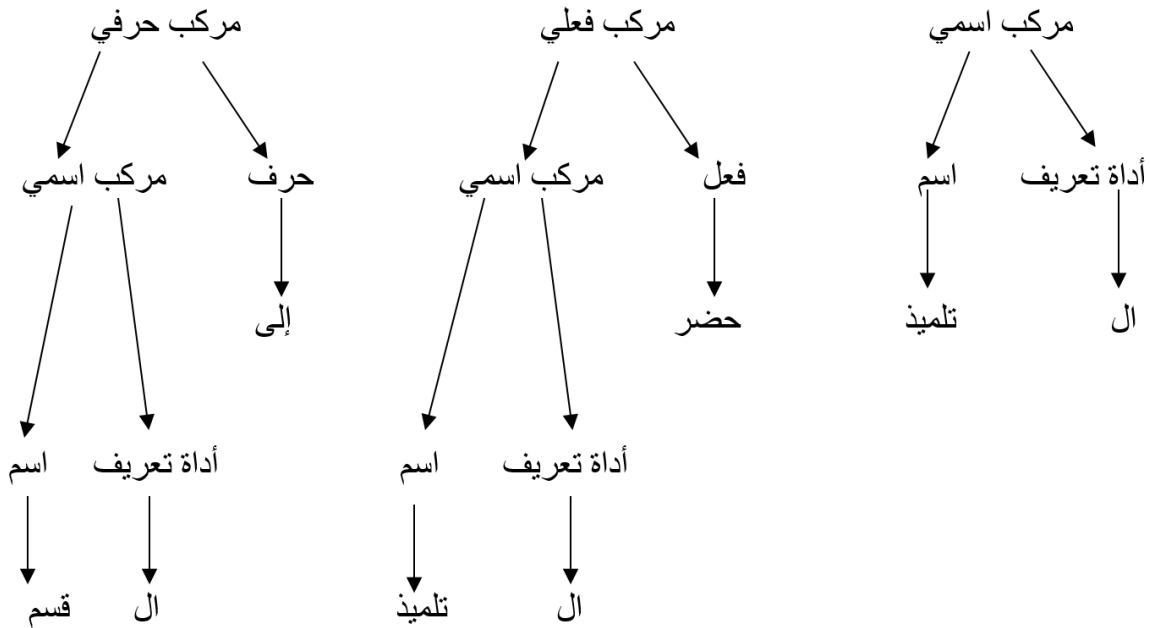 مركب اسمي مركب فعلي مركب حرفي
أداة تعريف اسم فعل مركب اسمي حرف مركب اسمي
ال تلميذ حضر إلى
أداة تعريف اسم أداة تعريف اسم
ال تلميذ ال قسم